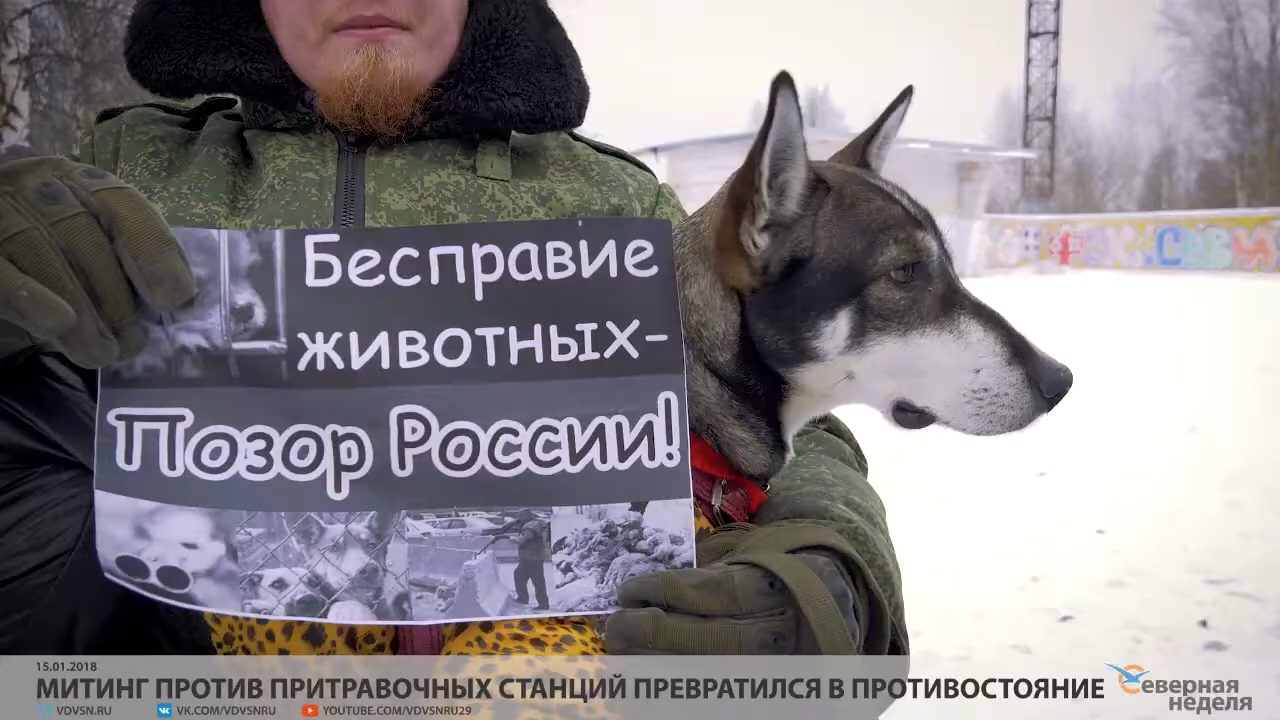 Бесправие
животных-
Позор России!
15.01.2018
МИТИНГ ПРОТИВ ПРИТРАВОЧНЫХ СТАНЦИЙ ПРЕВРАТИЛСЯ В ПРОТИВОСТОЯНИЕ
VDVSN.RU VK.COM/VDVSNRU YOUTUBE.COM/VDVSNRU29
Северная
неделя